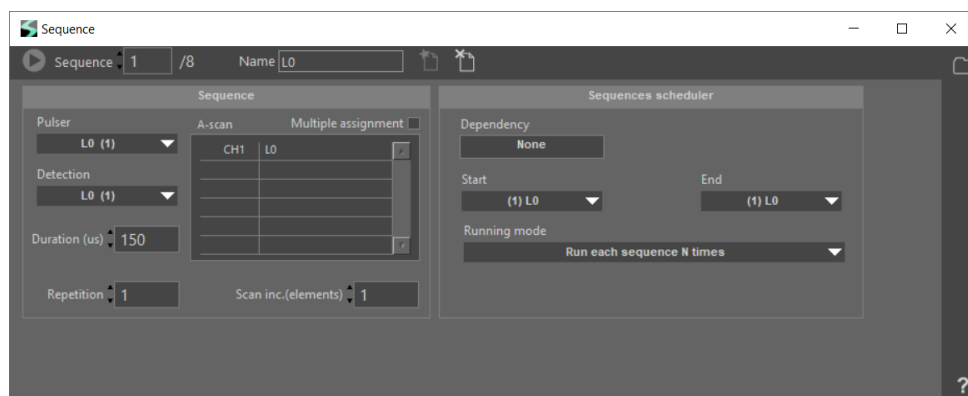 Sequence
Sequence 1 /8 Name L0
Sequence
Pulser
L0 (1)
Detection
L0 (1)
Duration (us) 150
Repetition 1
A-scan Multiple assignment
CH1 L0
Scan inc.(elements) 1
Sequences scheduler
Dependency
None
Start End
(1) L0 (1) L0
Running mode
Run each sequence N times
?